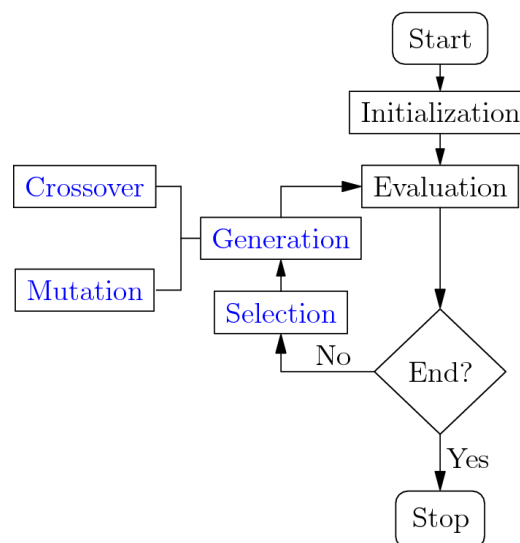 Start
Initialization
Evaluation
Crossover
Generation
Mutation
Selection
No
End?
Yes
Stop